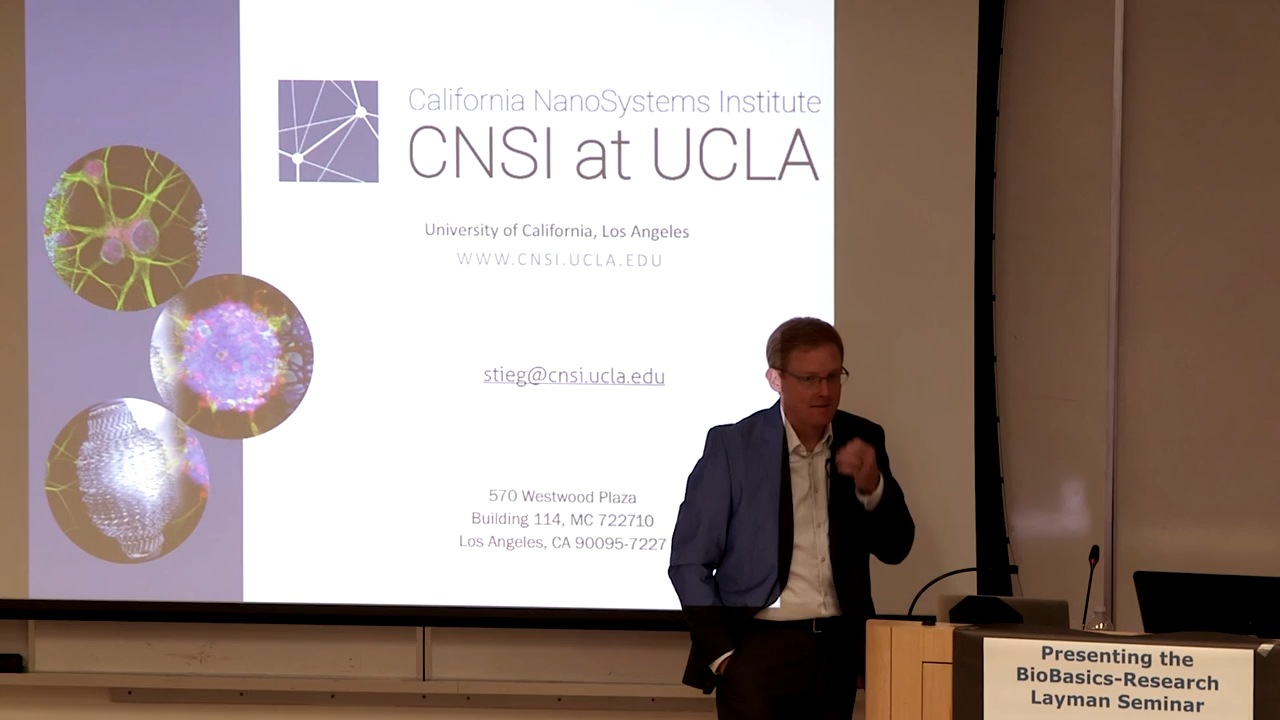 California NanoSystems Institute
CNSI at UCLA
University of California, Los Angeles
WWW.CNSI.UCLA.EDU
stieg@cnsi.ucla.edu
570 Westwood Plaza
Building 114, MC 722710
Los Angeles, CA 90095-7227
Presenting the
BioBasics-Research
Layman Seminar